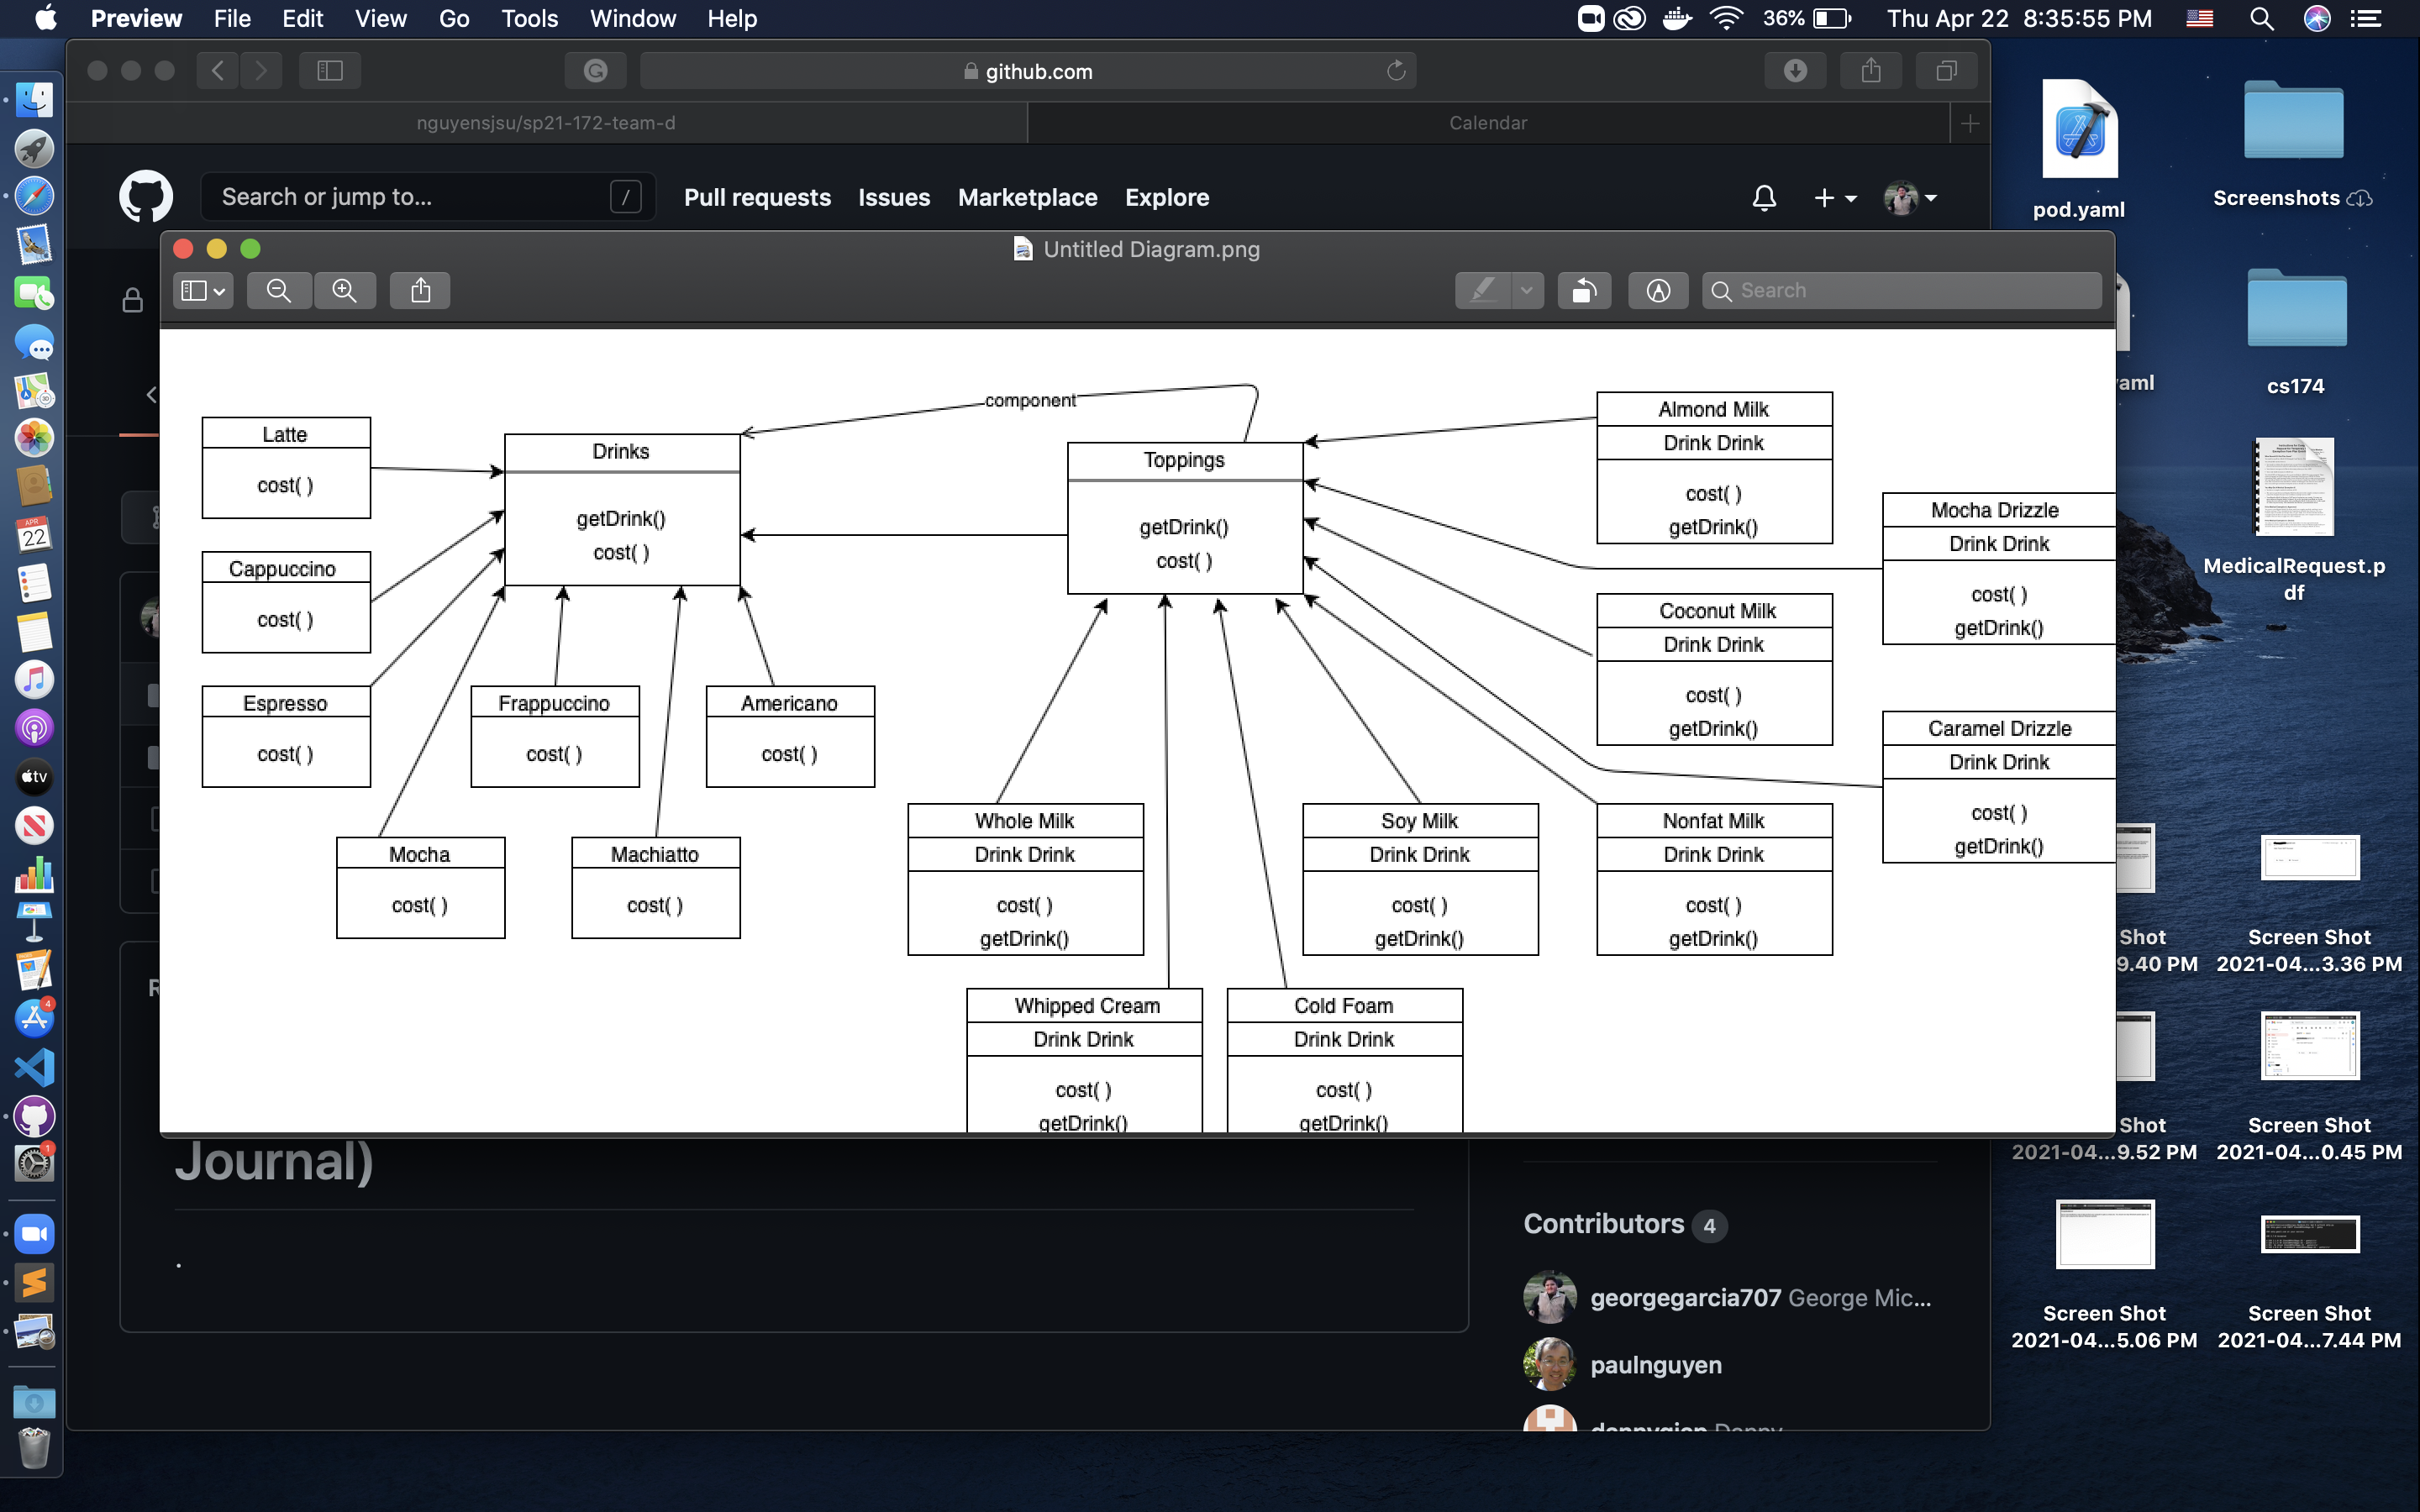 Preview File Edit View Go Tools Window Help
36% Thu Apr 22 8:35:55 PM
github.com
nguyensjsu/sp21-172-team-d
Calendar
Search or jump to...
/
Pull requests Issues Marketplace Explore
Untitled Diagram.png
Search
component
Latte
cost( )
Cappuccino
cost( )
Espresso
cost( )
Drinks
getDrink()
cost( )
Frappuccino
cost( )
Americano
cost( )
Mocha
cost( )
Machiatto
cost( )
Toppings
getDrink()
cost( )
Almond Milk
Drink Drink
cost( )
getDrink()
Mocha Drizzle
Drink Drink
cost( )
getDrink()
Coconut Milk
Drink Drink
cost( )
getDrink()
Caramel Drizzle
Drink Drink
cost( )
getDrink()
Whole Milk
Drink Drink
cost( )
getDrink()
Soy Milk
Drink Drink
cost( )
getDrink()
Nonfat Milk
Drink Drink
cost( )
getDrink()
Whipped Cream
Drink Drink
cost( )
getDrink()
Cold Foam
Drink Drink
cost( )
getDrink()
R
Journal)
.
Contributors 4
georgegarcia707 George Mic...
paulnguyen
APR
22
tv
4
1
pod.yaml
Screenshots
aml
cs174
MedicalRequest.p
df
Shot
9.40 PM
Screen Shot
2021-04...3.36 PM
Shot
2021-04...9.52 PM
Screen Shot
2021-04...0.45 PM
Screen Shot
2021-04...5.06 PM
Screen Shot
2021-04...7.44 PM